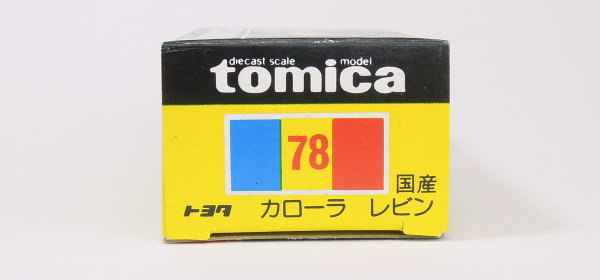 diecast scale model
tomica
78
国産
トヨタ カローラ レビン